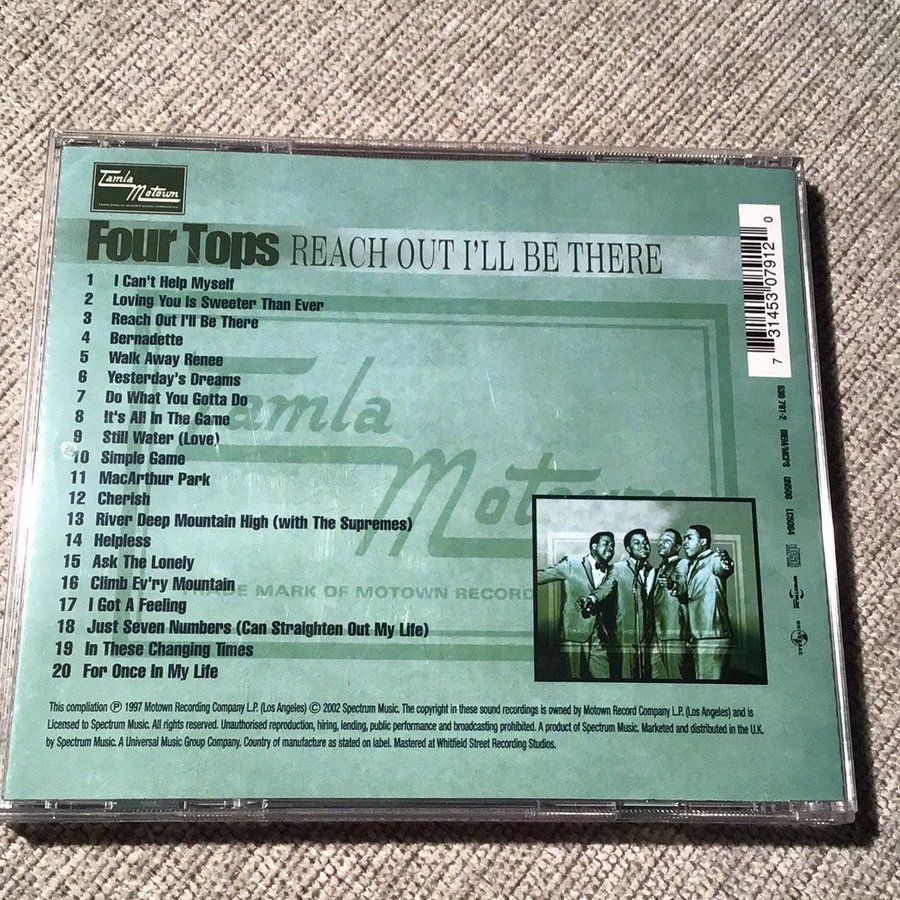 Tamla
Motown
Four Tops REACH OUT I'LL BE THERE
1 I Can't Help Myself
2 Loving You Is Sweeter Than Ever
3 Reach Out I'll Be There
4 Bernadette
5 Walk Away Renee
6 Yesterday's Dreams
7 Do What You Gotta Do
8 It's All In The Game
9 Still Water (Love)
10 Simple Game
11 MacArthur Park
12 Cherish
13 River Deep Mountain High (with The Supremes)
14 Helpless
15 Ask The Lonely
16 Climb Ev'ry Mountain
17 I Got A Feeling
18 Just Seven Numbers (Can Straighten Out My Life)
19 In These Changing Times
20 For Once In My Life
Tamla
Motown
TRADE MARK OF MOTOWN RECORD
This compilation ℗ 1997 Motown Recording Company L.P. (Los Angeles) © 2002 Spectrum Music. The copyright in these sound recordings is owned by Motown Record Company L.P. (Los Angeles) and is
Licensed to Spectrum Music. All rights reserved. Unauthorised reproduction, hiring, lending, public performance and broadcasting prohibited. A product of Spectrum Music. Marketed and distributed in the U.K.
by Spectrum Music. A Universal Music Group Company. Country of manufacture as stated on label. Mastered at Whitfield Street Recording Studios.
7 31453 07912 0
BIEM/MCPS LC5064